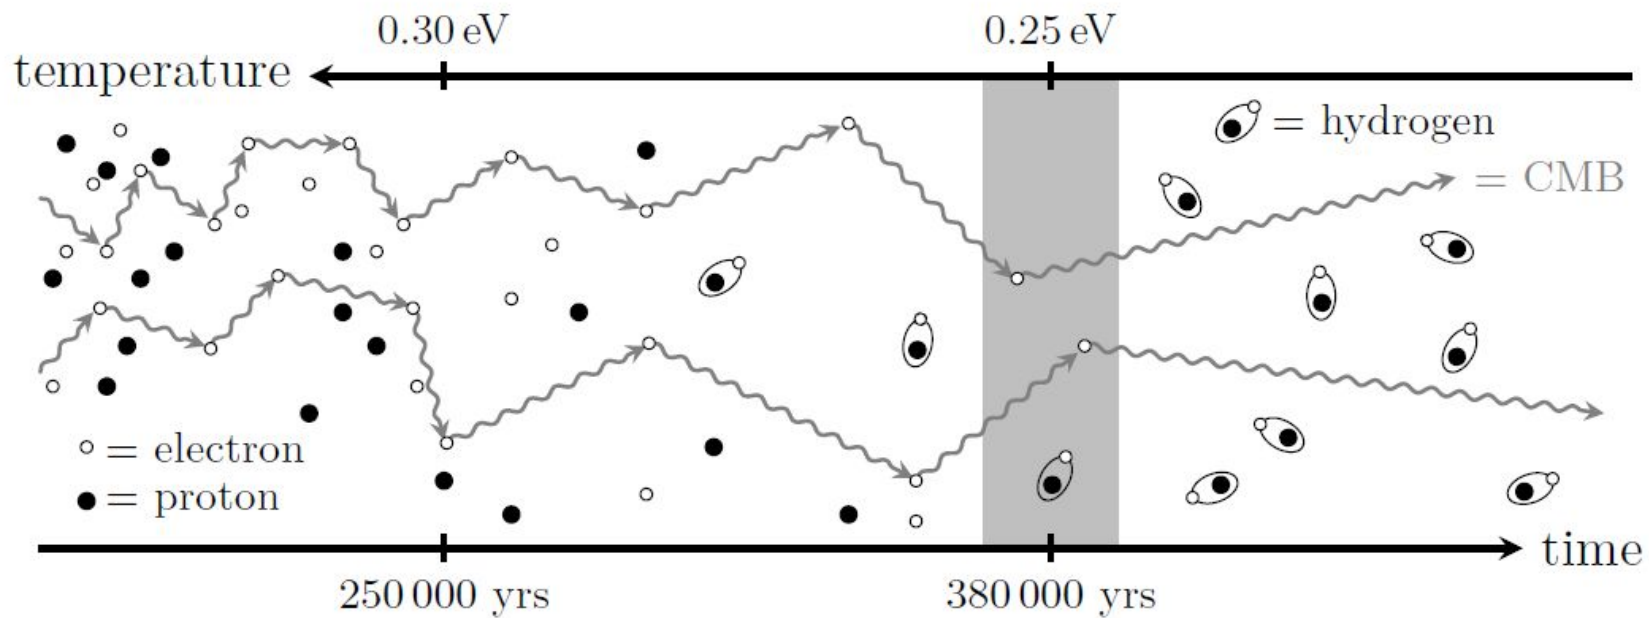 0.30 eV
0.25 eV
temperature
= hydrogen
= CMB
= electron
= proton
time
250 000 yrs
380 000 yrs